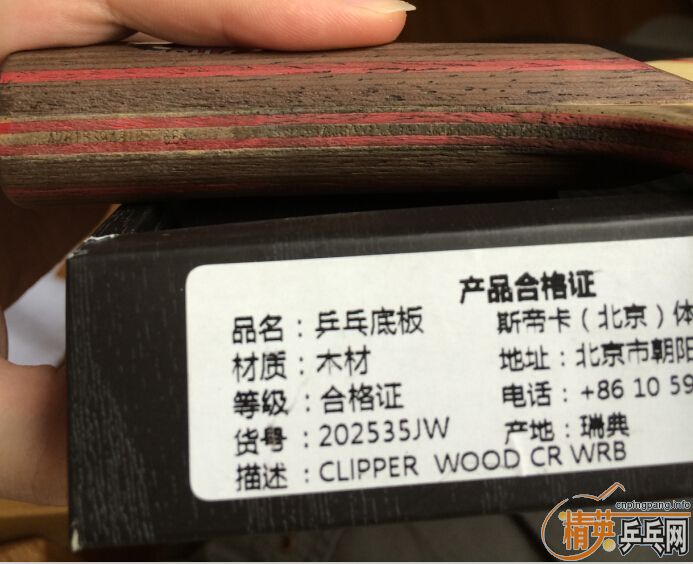 产品合格证
品名：乒乓底板
斯帝卡（北京）体
材质：木材
地址：北京市朝阳
等级：合格证
电话：+86 10 59
货号：202535JW
产地：瑞典
描述：CLIPPER WOOD CR WRB
cnpingpang.info
精英乒乓网